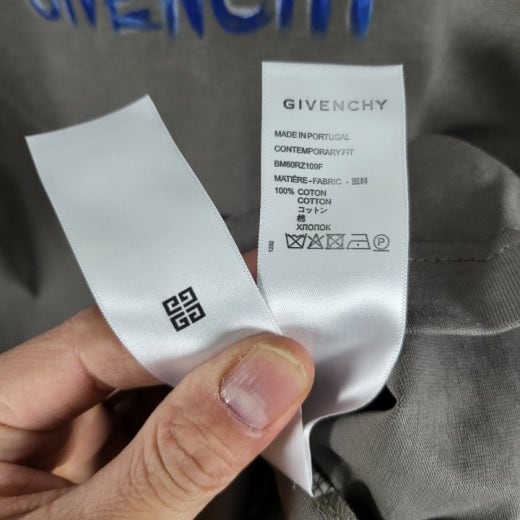 GIVENCHY
GIVENCHY
MADE IN PORTUGAL
CONTEMPORARY FIT
BM60RZ109F
MATIÈRE - FABRIC - 面料
100% COTON
COTTON
コットン
棉
ХЛОПОК
P